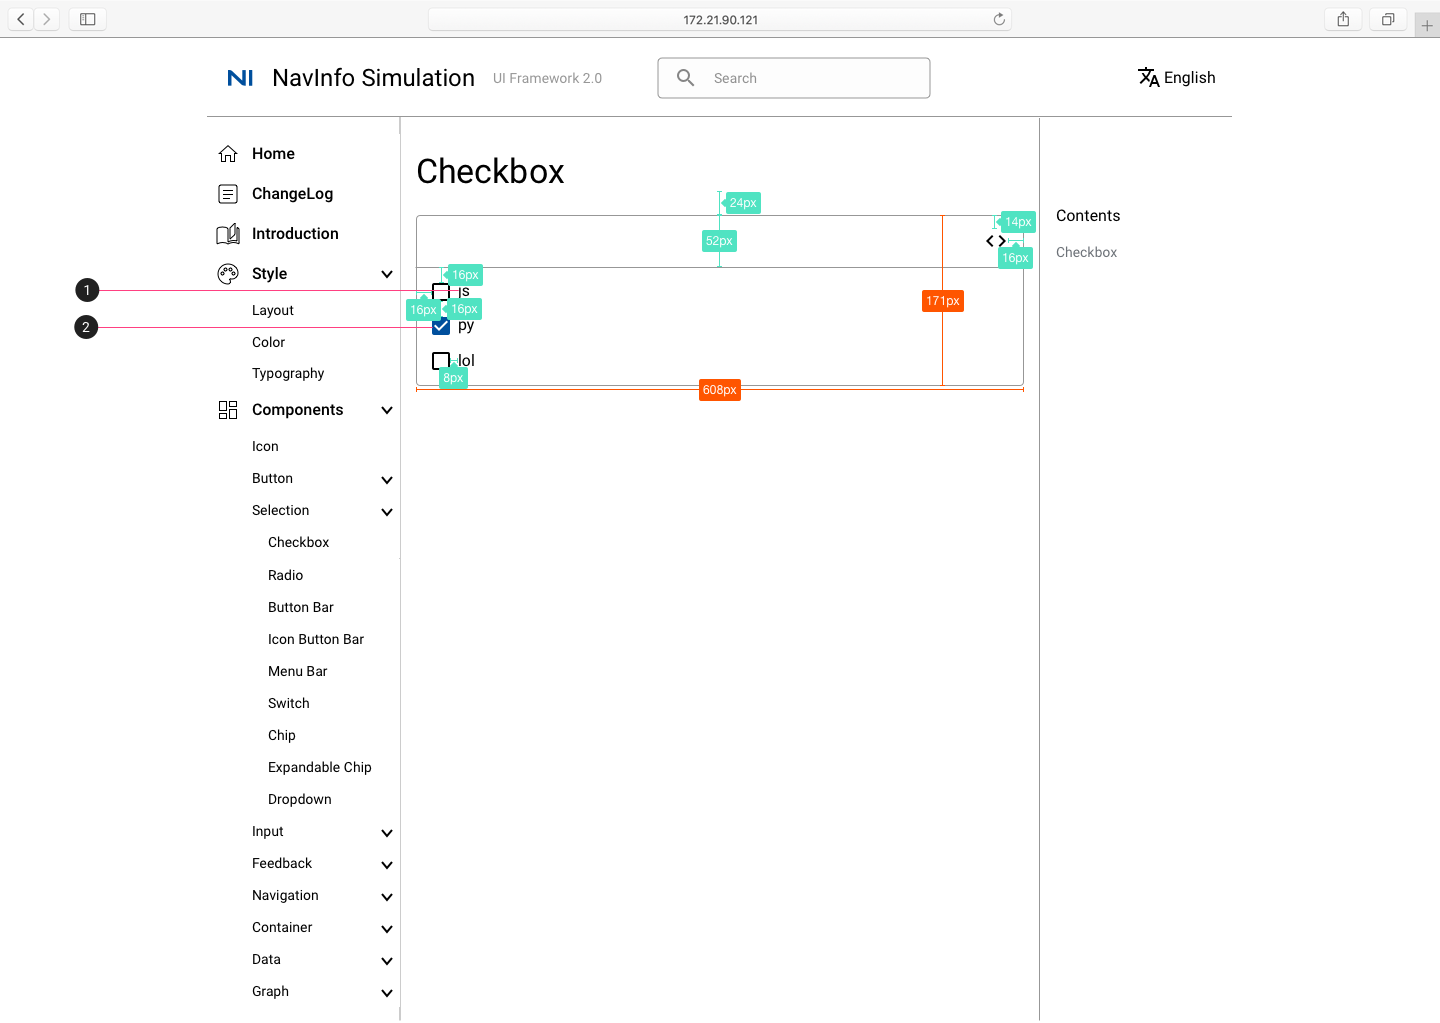 172.21.90.121
NI NavInfo Simulation UI Framework 2.0 Search English
Home
ChangeLog
Introduction
Style
Layout
Color
Typography
Components
Icon
Button
Selection
Checkbox
Radio
Button Bar
Icon Button Bar
Menu Bar
Switch
Chip
Expandable Chip
Dropdown
Input
Feedback
Navigation
Container
Data
Graph
Checkbox
24px
14px
52px
16px
16px
1
js
171px
16px 16px
2
py
lol
8px
608px
Contents
Checkbox